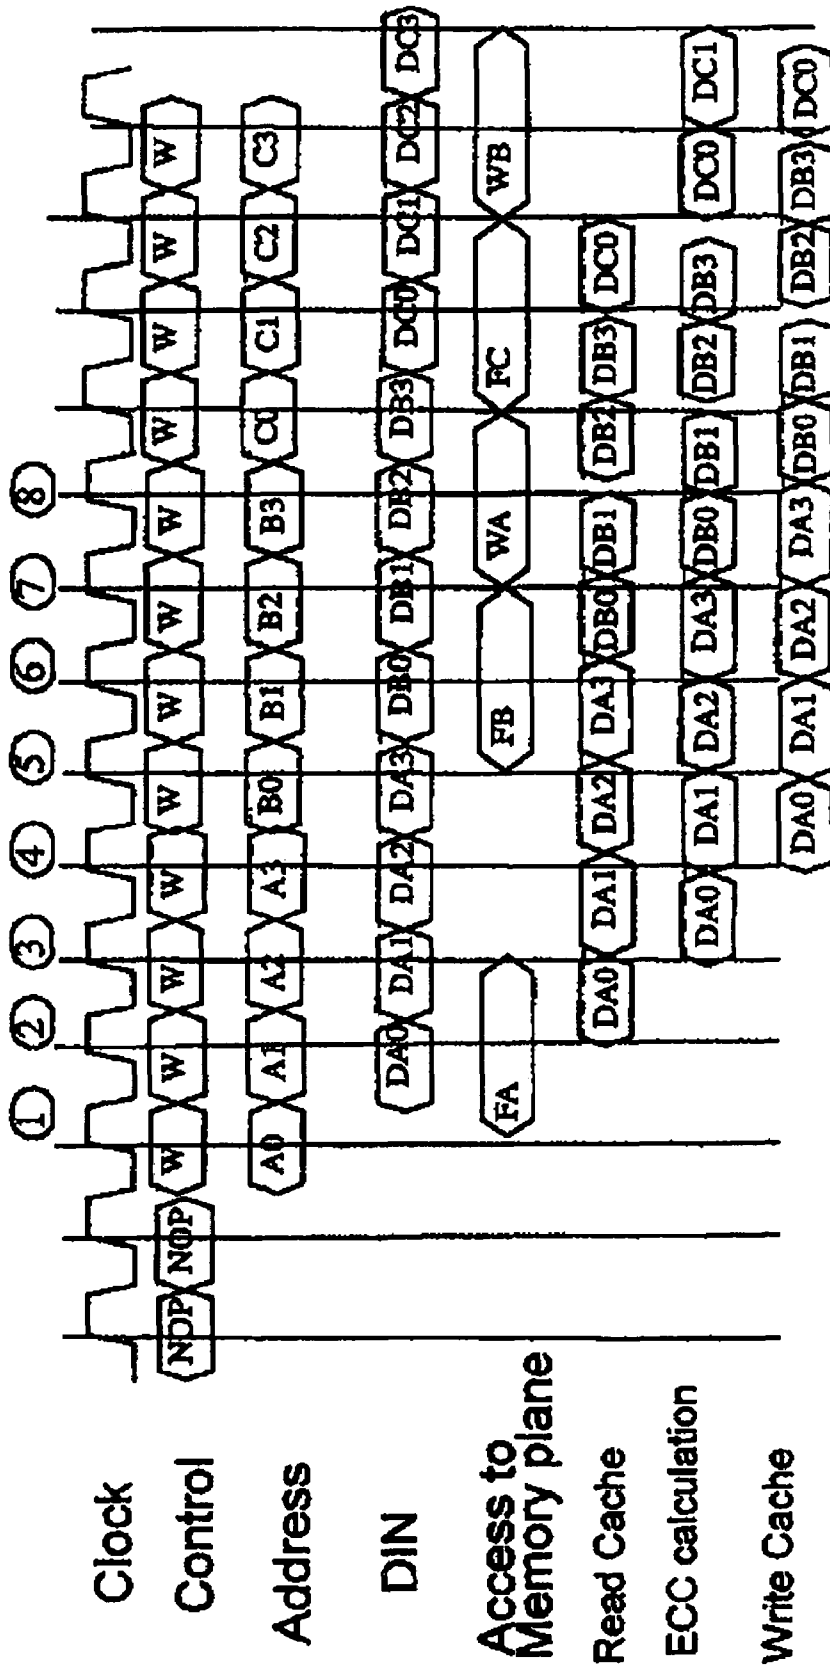 1 2 3 4 5 6 7 8
Clock
Control NOP NOP W W W W W W W W W W W W
Address A0 A1 A2 A3 B0 B1 B2 B3 C0 C1 C2 C3
DIN DA0 DA1 DA2 DA3 DB0 DB1 DB2 DB3 DC0 DC1 DC2 DC3
Access to
Memory plane FA FB WA FC WB
Read Cache DA0 DA1 DA2 DA3 DB0 DB1 DB2 DB3 DC0
ECC calculation DA0 DA1 DA2 DA3 DB0 DB1 DB2 DB3 DC0 DC1
Write Cache DA0 DA1 DA2 DA3 DB0 DB1 DB2 DB3 DC0